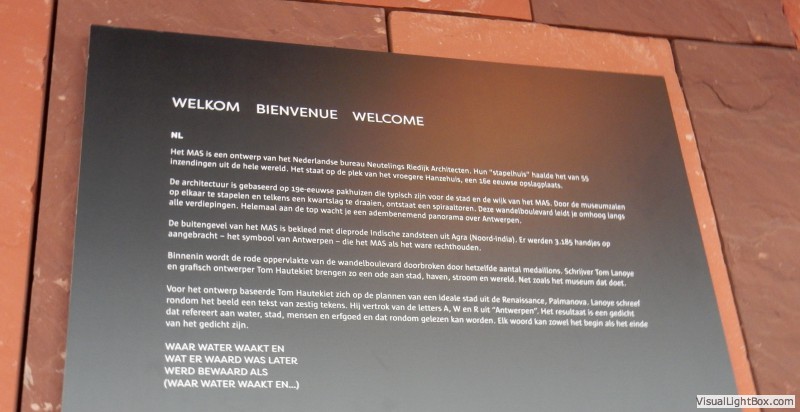 WELKOM BIENVENUE WELCOME
NL
Het MAS is een ontwerp van het Nederlandse bureau Neutelings Riedijk Architecten. Hun "stapelhuis" haalde het van 55
inzendingen uit de hele wereld. Het staat op de plek van het vroegere Hanzehuis, een 16e eeuwse opslagplaats.
De architectuur is gebaseerd op 19e-eeuwse pakhuizen die typisch zijn voor de stad en de wijk van het MAS. Door de museumzalen
op elkaar te stapelen en telkens een kwartslag te draaien, ontstaat een spiraaltoren. Deze wandelboulevard leidt je omhoog langs
alle verdiepingen. Helemaal aan de top wacht je een adembenemend panorama over Antwerpen.
De buitengevel van het MAS is bekleed met dieprode Indische zandsteen uit Agra (Noord-India). Er werden 3.185 handjes op
aangebracht – het symbool van Antwerpen – die het MAS als het ware rechthouden.
Binnenin wordt de rode oppervlakte van de wandelboulevard doorbroken door hetzelfde aantal medaillons. Schrijver Tom Lanoye
en grafisch ontwerper Tom Hautekiet brengen zo een ode aan stad, haven, stroom en wereld. Net zoals het museum dat doet.
Voor het ontwerp baseerde Tom Hautekiet zich op de plannen van een ideale stad uit de Renaissance, Palmanova. Lanoye schreef
rondom het beeld een tekst van zestig tekens. Hij vertrok van de letters A, W en R uit "Antwerpen". Het resultaat is een gedicht
dat refereert aan water, stad, mensen en erfgoed en dat rondom gelezen kan worden. Elk woord kan zowel het begin als het einde
van het gedicht zijn.
WAAR WATER WAAKT EN
WAT ER WAARD WAS LATER
WERD BEWAARD ALS
(WAAR WATER WAAKT EN...)
VisualLightBox.com